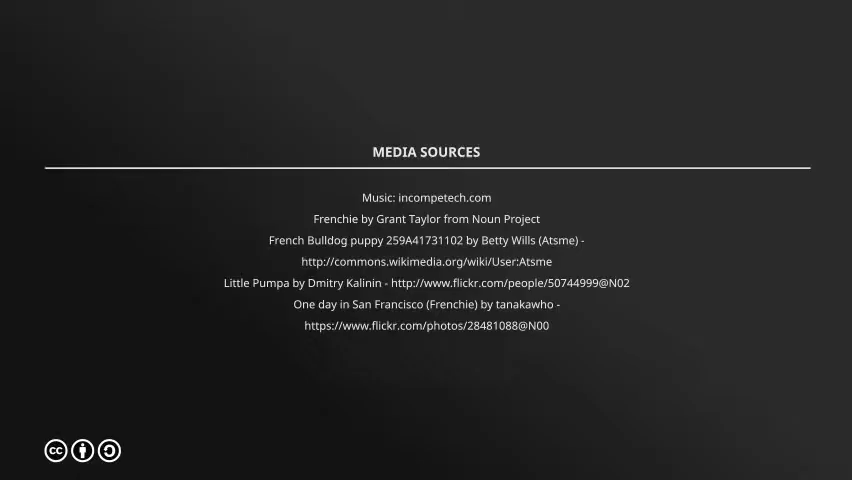 MEDIA SOURCES
Music: incompetech.com
Frenchie by Grant Taylor from Noun Project
French Bulldog puppy 259A41731102 by Betty Wills (Atsme) -
http://commons.wikimedia.org/wiki/User:Atsme
Little Pumpa by Dmitry Kalinin - http://www.flickr.com/people/50744999@N02
One day in San Francisco (Frenchie) by tanakawho -
https://www.flickr.com/photos/28481088@N00
cc